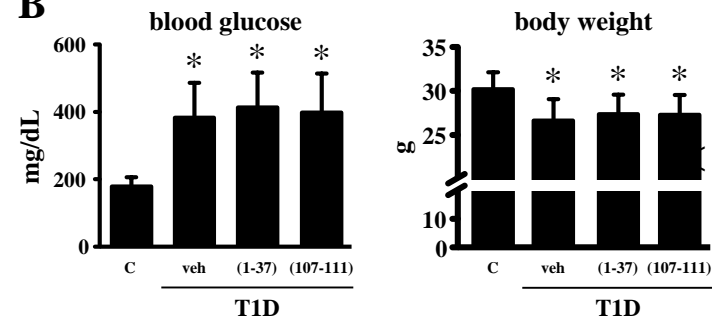 B
blood glucose
mg/dL
600
400
200
0
*
*
*
C
veh
(1-37)
(107-111)
T1D
body weight
g
35
30
25
10
0
*
*
*
C
veh
(1-37)
(107-111)
T1D